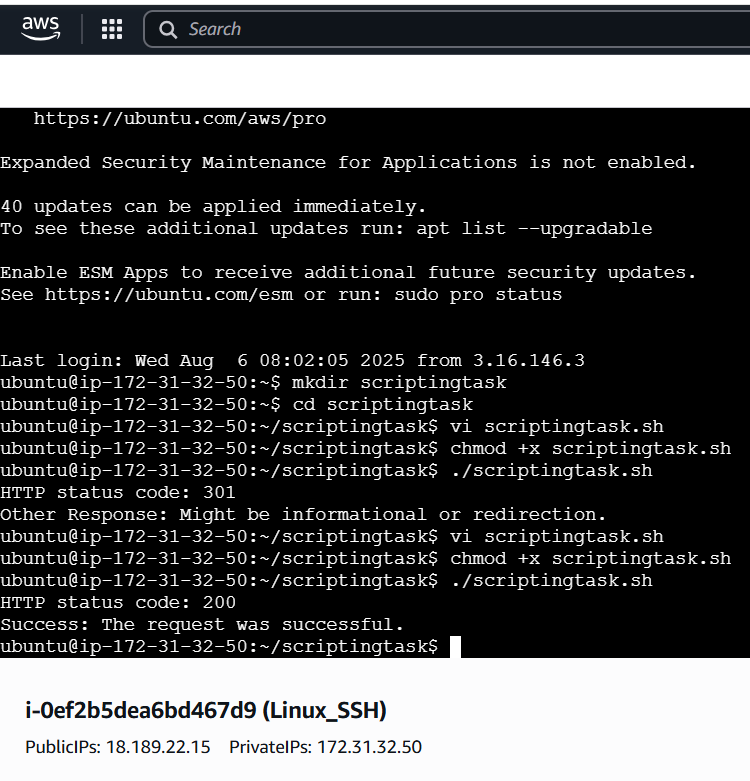 aws
Search
https://ubuntu.com/aws/pro
Expanded Security Maintenance for Applications is not enabled.
40 updates can be applied immediately.
To see these additional updates run: apt list --upgradable
Enable ESM Apps to receive additional future security updates.
See https://ubuntu.com/esm or run: sudo pro status
Last login: Wed Aug  6 08:02:05 2025 from 3.16.146.3
ubuntu@ip-172-31-32-50:~$ mkdir scriptingtask
ubuntu@ip-172-31-32-50:~$ cd scriptingtask
ubuntu@ip-172-31-32-50:~/scriptingtask$ vi scriptingtask.sh
ubuntu@ip-172-31-32-50:~/scriptingtask$ chmod +x scriptingtask.sh
ubuntu@ip-172-31-32-50:~/scriptingtask$ ./scriptingtask.sh
HTTP status code: 301
Other Response: Might be informational or redirection.
ubuntu@ip-172-31-32-50:~/scriptingtask$ vi scriptingtask.sh
ubuntu@ip-172-31-32-50:~/scriptingtask$ chmod +x scriptingtask.sh
ubuntu@ip-172-31-32-50:~/scriptingtask$ ./scriptingtask.sh
HTTP status code: 200
Success: The request was successful.
ubuntu@ip-172-31-32-50:~/scriptingtask$
i-0ef2b5dea6bd467d9 (Linux_SSH)
PublicIPs: 18.189.22.15 PrivateIPs: 172.31.32.50